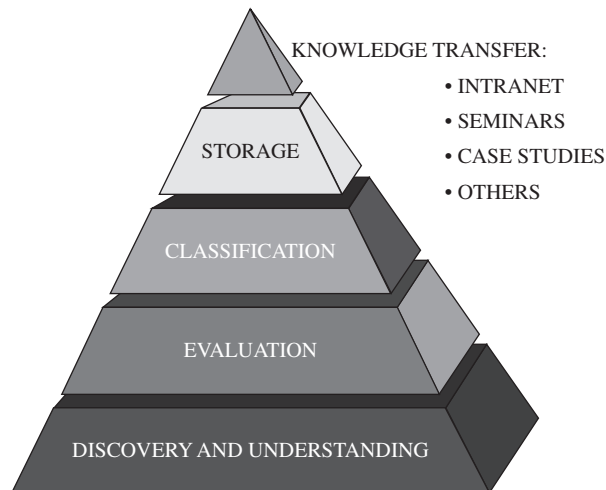 KNOWLEDGE TRANSFER:
• INTRANET
• SEMINARS
• CASE STUDIES
• OTHERS
STORAGE
CLASSIFICATION
EVALUATION
DISCOVERY AND UNDERSTANDING